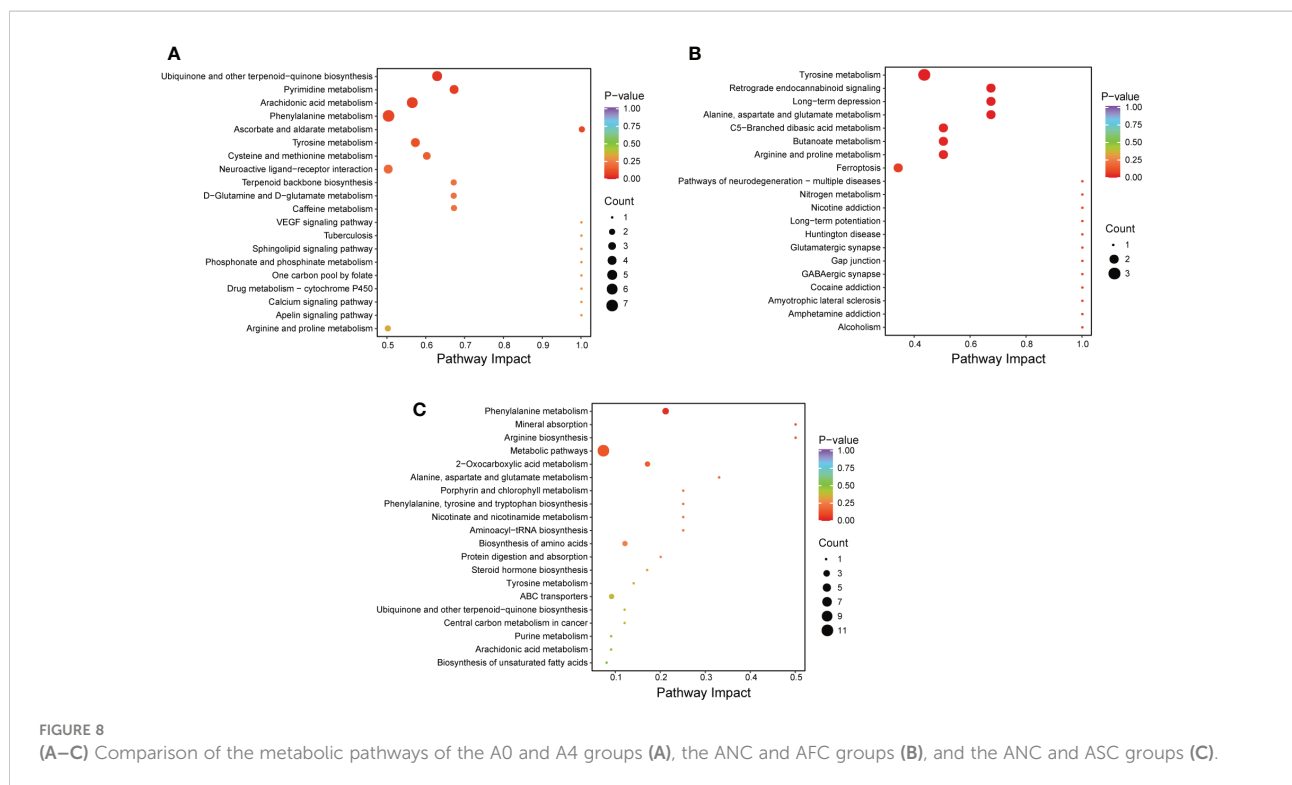 A
Ubiquinone and other terpenoid−quinone biosynthesis
Pyrimidine metabolism
Arachidonic acid metabolism
Phenylalanine metabolism
Ascorbate and aldarate metabolism
Tyrosine metabolism
Cysteine and methionine metabolism
Neuroactive ligand−receptor interaction
Terpenoid backbone biosynthesis
D−Glutamine and D−glutamate metabolism
Caffeine metabolism
VEGF signaling pathway
Tuberculosis
Sphingolipid signaling pathway
Phosphonate and phosphinate metabolism
One carbon pool by folate
Drug metabolism − cytochrome P450
Calcium signaling pathway
Apelin signaling pathway
Arginine and proline metabolism
0.5 0.6 0.7 0.8 0.9 1.0
Pathway Impact
P−value
1.00
0.75
0.50
0.25
0.00
Count
1
2
3
4
5
6
7
B
Tyrosine metabolism
Retrograde endocannabinoid signaling
Long−term depression
Alanine, aspartate and glutamate metabolism
C5−Branched dibasic acid metabolism
Butanoate metabolism
Arginine and proline metabolism
Ferroptosis
Pathways of neurodegeneration − multiple diseases
Nitrogen metabolism
Nicotine addiction
Long−term potentiation
Huntington disease
Glutamatergic synapse
Gap junction
GABAergic synapse
Cocaine addiction
Amyotrophic lateral sclerosis
Amphetamine addiction
Alcoholism
0.4 0.6 0.8 1.0
Pathway Impact
P−value
1.00
0.75
0.50
0.25
0.00
Count
1
2
3
C
Phenylalanine metabolism
Mineral absorption
Arginine biosynthesis
Metabolic pathways
2−Oxocarboxylic acid metabolism
Alanine, aspartate and glutamate metabolism
Porphyrin and chlorophyll metabolism
Phenylalanine, tyrosine and tryptophan biosynthesis
Nicotinate and nicotinamide metabolism
Aminoacyl−tRNA biosynthesis
Biosynthesis of amino acids
Protein digestion and absorption
Steroid hormone biosynthesis
Tyrosine metabolism
ABC transporters
Ubiquinone and other terpenoid−quinone biosynthesis
Central carbon metabolism in cancer
Purine metabolism
Arachidonic acid metabolism
Biosynthesis of unsaturated fatty acids
0.1 0.2 0.3 0.4 0.5
Pathway Impact
P−value
1.00
0.75
0.50
0.25
0.00
Count
1
3
5
7
9
11
FIGURE 8
(A–C) Comparison of the metabolic pathways of the A0 and A4 groups (A), the ANC and AFC groups (B), and the ANC and ASC groups (C).